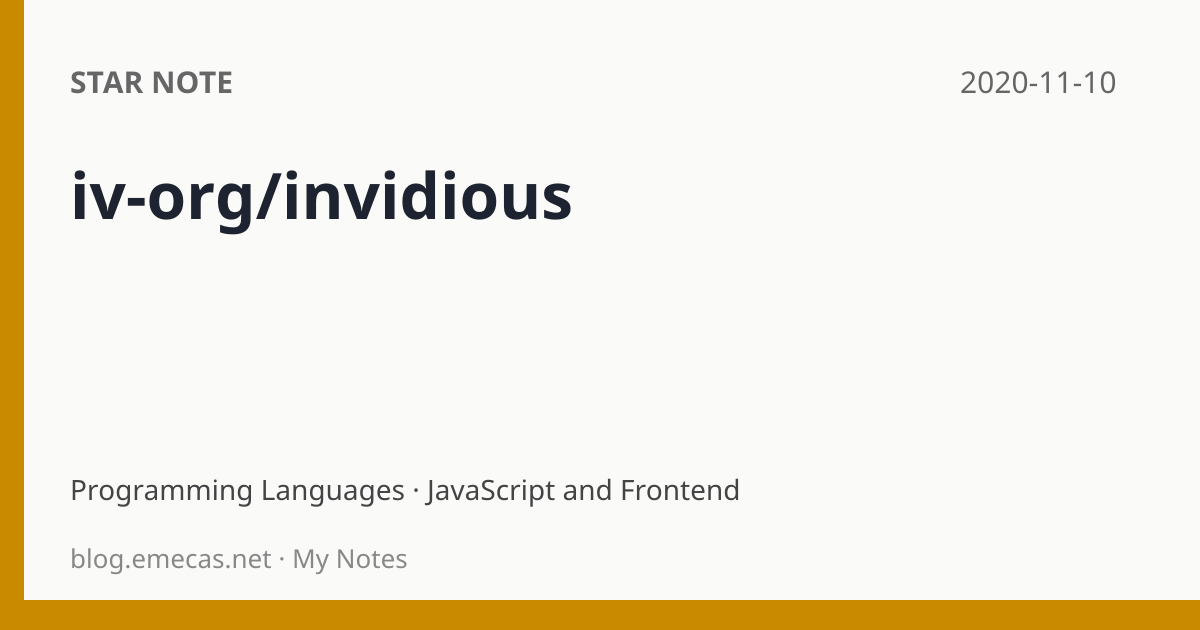 STAR NOTE
2020-11-10
iv-org/invidious
Programming Languages · JavaScript and Frontend
blog.emecas.net · My Notes